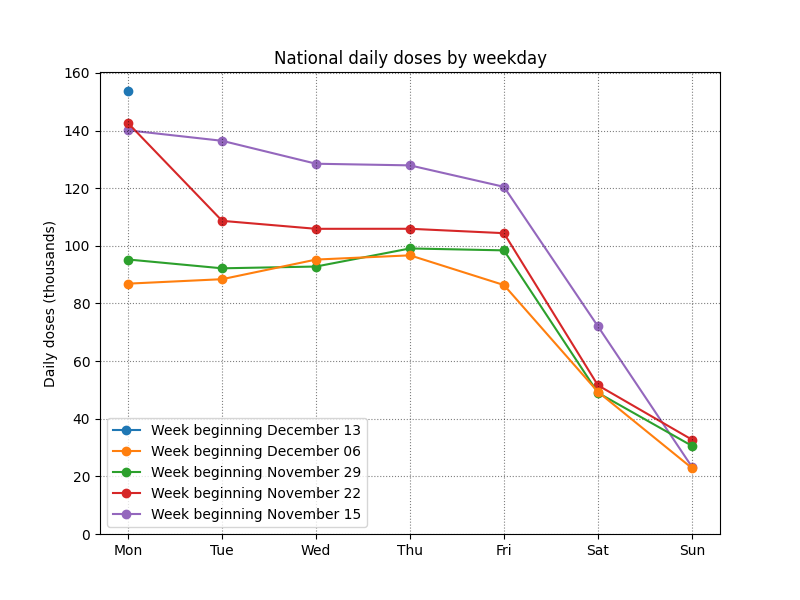 National daily doses by weekday
Daily doses (thousands)
160
140
120
100
80
60
40
20
0
Week beginning December 13
Week beginning December 06
Week beginning November 29
Week beginning November 22
Week beginning November 15
Mon Tue Wed Thu Fri Sat Sun